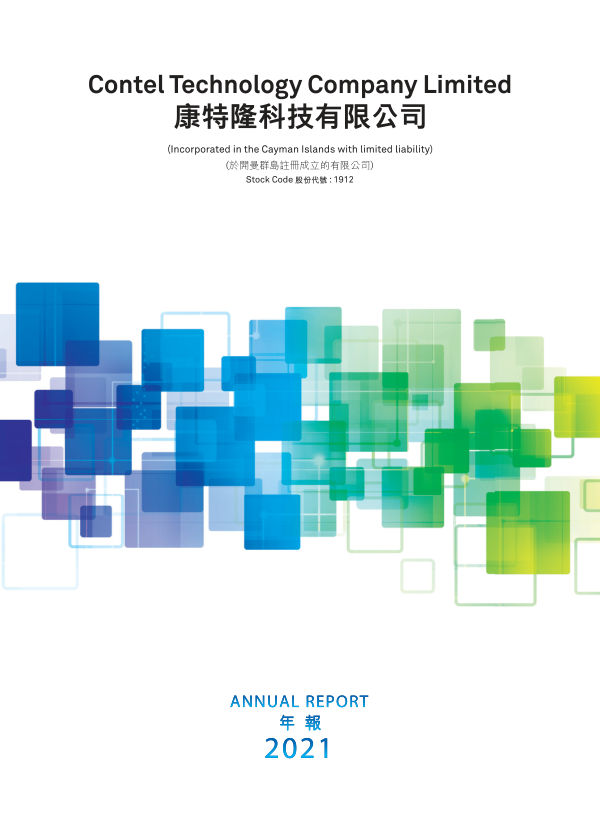 Contel Technology Company Limited
康特隆科技有限公司
(Incorporated in the Cayman Islands with limited liability)
(於開曼群島註冊成立的有限公司)
Stock Code 股份代號 : 1912
ANNUAL REPORT
年 報
2021